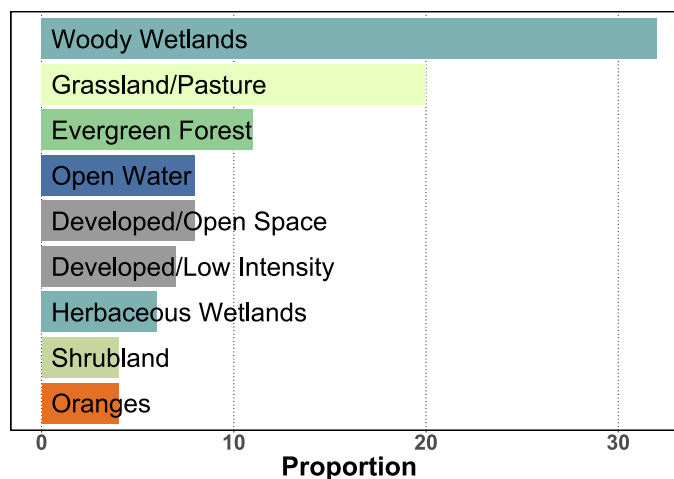 Woody Wetlands
Grassland/Pasture
Evergreen Forest
Open Water
Developed/Open Space
Developed/Low Intensity
Herbaceous Wetlands
Shrubland
Oranges
0 10 20 30
Proportion